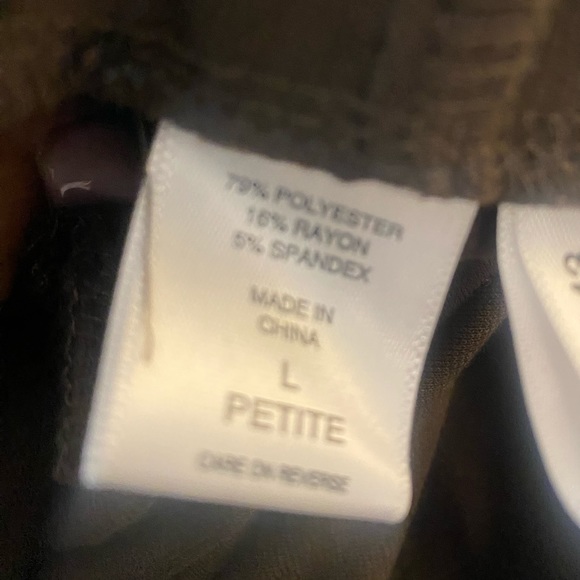 79% POLYESTER
16% RAYON
5% SPANDEX
MADE IN
CHINA
L
PETITE
CARE ON REVERSE